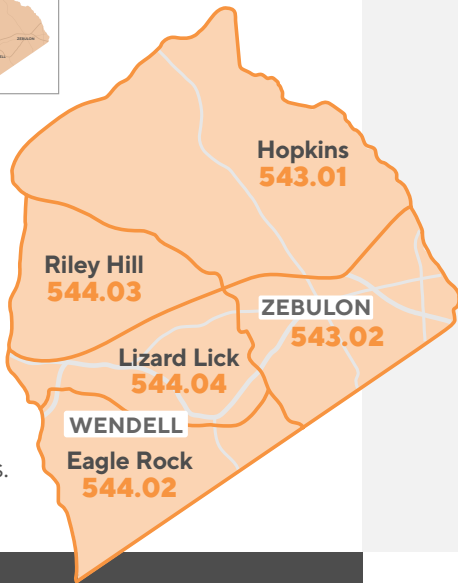 ZEBULON
Hopkins
543.01
Riley Hill
544.03
ZEBULON
543.02
Lizard Lick
544.04
WENDELL
Eagle Rock
544.02
s.